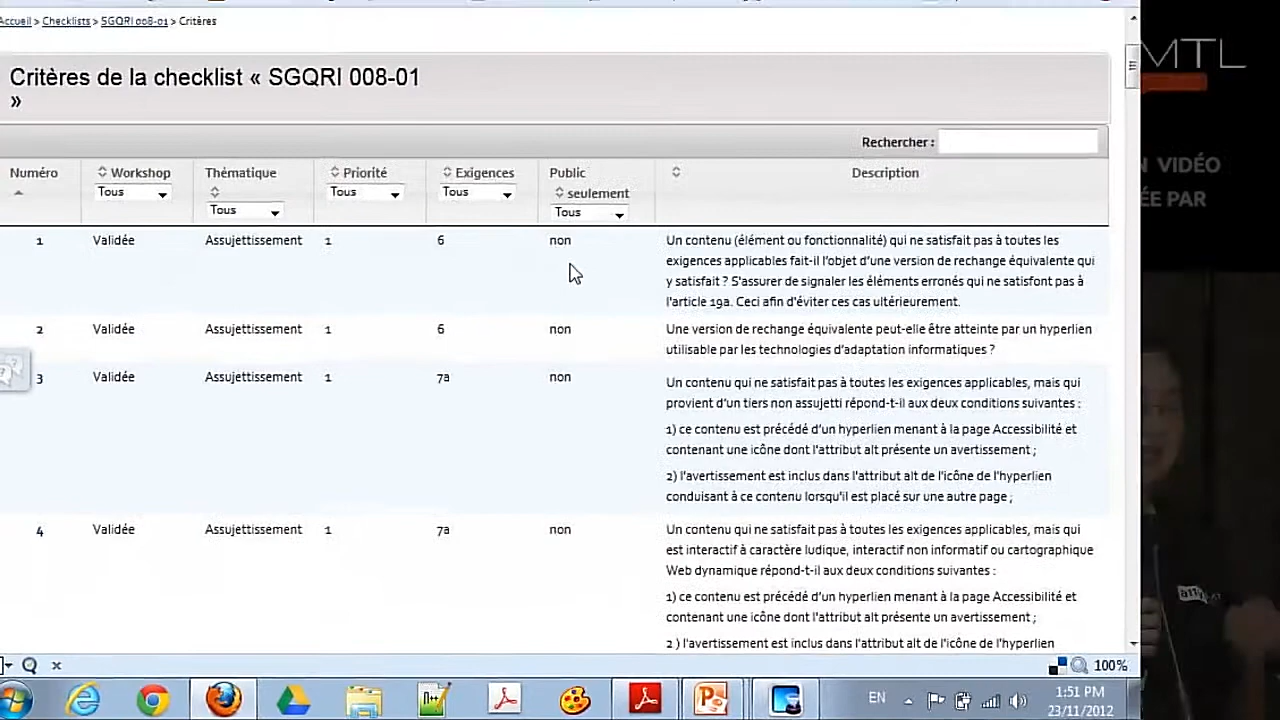 Accueil > Checklists > SGQRI 008-01 > Critères
Critères de la checklist « SGQRI 008-01
»
Rechercher :
Numéro Workshop Thématique Priorité Exigences Public seulement Description
Tous Tous Tous Tous Tous
1 Validée Assujettissement 1 6 non Un contenu (élément ou fonctionnalité) qui ne satisfait pas à toutes les
exigences applicables fait-il l'objet d'une version de rechange équivalente qui
y satisfait ? S'assurer de signaler les éléments erronés qui ne satisfont pas à
l'article 19a. Ceci afin d'éviter ces cas ultérieurement.
2 Validée Assujettissement 1 6 non Une version de rechange équivalente peut-elle être atteinte par un hyperlien
utilisable par les technologies d'adaptation informatiques ?
3 Validée Assujettissement 1 7a non Un contenu qui ne satisfait pas à toutes les exigences applicables, mais qui
provient d'un tiers non assujetti répond-t-il aux deux conditions suivantes :
1) ce contenu est précédé d'un hyperlien menant à la page Accessibilité et
contenant une icône dont l'attribut alt présente un avertissement ;
2) l'avertissement est inclus dans l'attribut alt de l'icône de l'hyperlien
conduisant à ce contenu lorsqu'il est placé sur une autre page ;
4 Validée Assujettissement 1 7a non Un contenu qui ne satisfait pas à toutes les exigences applicables, mais qui
est interactif à caractère ludique, interactif non informatif ou cartographique
Web dynamique répond-t-il aux deux conditions suivantes :
1) ce contenu est précédé d'un hyperlien menant à la page Accessibilité et
contenant une icône dont l'attribut alt présente un avertissement ;
2 ) l'avertissement est inclus dans l'attribut alt de l'icône de l'hyperlien
100%
EN
1:51 PM
23/11/2012
MTL
N VIDÉO
ÉE PAR